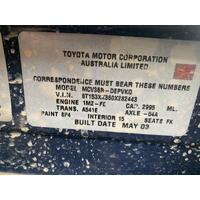 TOYOTA MOTOR CORPORATION
AUSTRALIA LIMITED
CORRESPONDENCE MUST BEAR THESE NUMBERS
MODEL MCV36R-DEPVKQ
V.I.N. 6T153XJ360X282443
ENGINE 1MZ-FE CAP. 2995 ML.
TRANS. A541E AXLE -04A
PAINT 8P4 INTERIOR 15 SEATS FK
BUILT DATE MAY 03